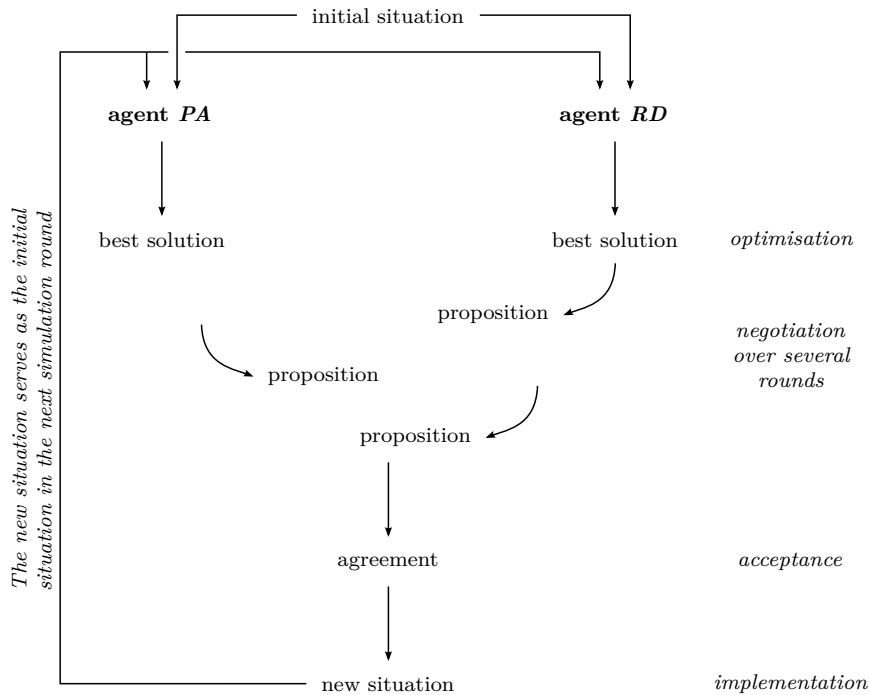 initial situation
agent PA
agent RD
best solution
best solution
optimisation
proposition
negotiation
over several
rounds
proposition
proposition
agreement
acceptance
new situation
implementation
The new situation serves as the initial
situation in the next simulation round